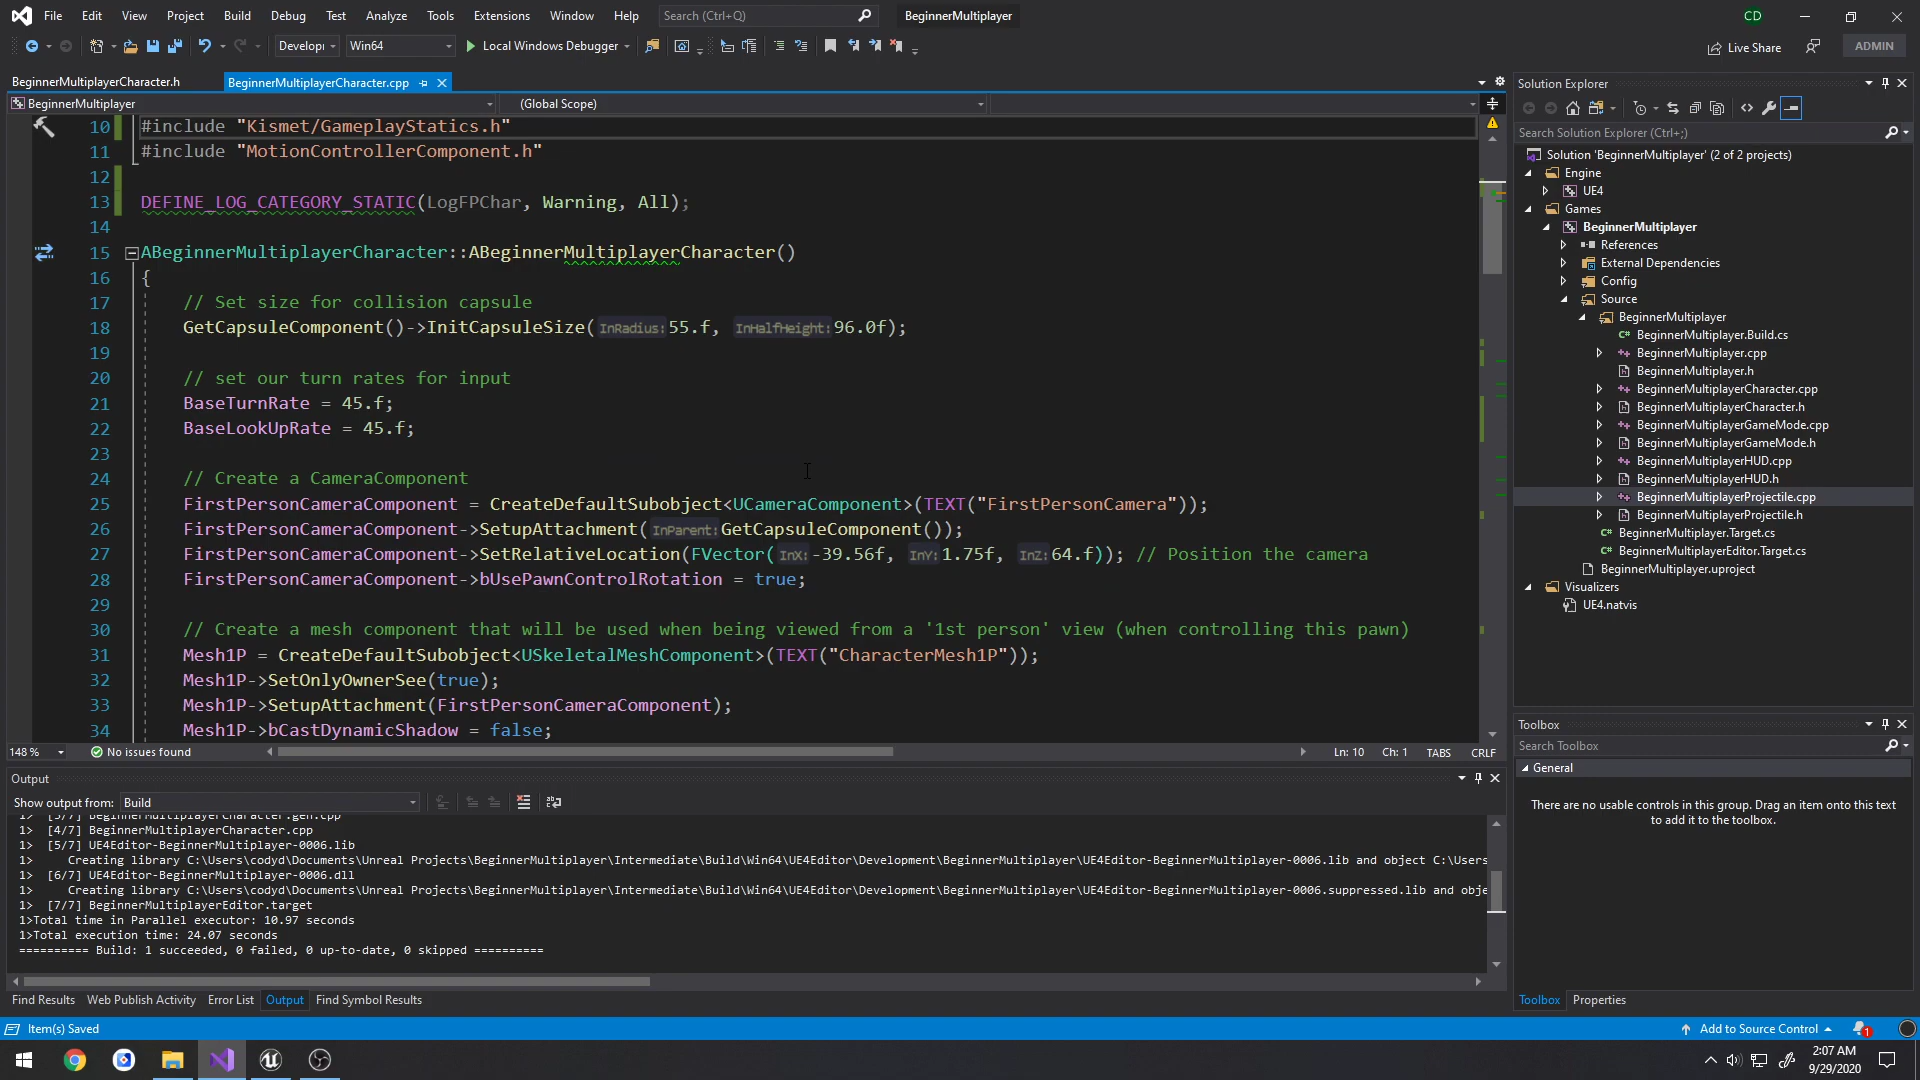 File Edit View Project Build Debug Test Analyze Tools Extensions Window Help Search (Ctrl+Q) BeginnerMultiplayer CD
Develop Win64 Local Windows Debugger Live Share ADMIN
BeginnerMultiplayerCharacter.h BeginnerMultiplayerCharacter.cpp
BeginnerMultiplayer (Global Scope)
10 #include "Kismet/GameplayStatics.h"
11 #include "MotionControllerComponent.h"
12
13 DEFINE_LOG_CATEGORY_STATIC(LogFPChar, Warning, All);
14
15 ABeginnerMultiplayerCharacter::ABeginnerMultiplayerCharacter()
16 {
17 // Set size for collision capsule
18 GetCapsuleComponent()->InitCapsuleSize(InRadius:55.f, InHalfHeight:96.0f);
19
20 // set our turn rates for input
21 BaseTurnRate = 45.f;
22 BaseLookUpRate = 45.f;
23
24 // Create a CameraComponent
25 FirstPersonCameraComponent = CreateDefaultSubobject<UCameraComponent>(TEXT("FirstPersonCamera"));
26 FirstPersonCameraComponent->SetupAttachment(InParent:GetCapsuleComponent());
27 FirstPersonCameraComponent->SetRelativeLocation(FVector(InX:-39.56f, InY:1.75f, InZ:64.f)); // Position the camera
28 FirstPersonCameraComponent->bUsePawnControlRotation = true;
29
30 // Create a mesh component that will be used when being viewed from a '1st person' view (when controlling this pawn)
31 Mesh1P = CreateDefaultSubobject<USkeletalMeshComponent>(TEXT("CharacterMesh1P"));
32 Mesh1P->SetOnlyOwnerSee(true);
33 Mesh1P->SetupAttachment(FirstPersonCameraComponent);
34 Mesh1P->bCastDynamicShadow = false;
148 % No issues found Ln: 10 Ch: 1 TABS CRLF
Output
Show output from: Build
1> [3/7] BeginnerMultiplayerCharacter.gen.cpp
1> [4/7] BeginnerMultiplayerCharacter.cpp
1> [5/7] UE4Editor-BeginnerMultiplayer-0006.lib
1> Creating library C:\Users\codyd\Documents\Unreal Projects\BeginnerMultiplayer\Intermediate\Build\Win64\UE4Editor\Development\BeginnerMultiplayer\UE4Editor-BeginnerMultiplayer-0006.lib and object C:\Users
1> [6/7] UE4Editor-BeginnerMultiplayer-0006.dll
1> Creating library C:\Users\codyd\Documents\Unreal Projects\BeginnerMultiplayer\Intermediate\Build\Win64\UE4Editor\Development\BeginnerMultiplayer\UE4Editor-BeginnerMultiplayer-0006.suppressed.lib and obje
1> [7/7] BeginnerMultiplayerEditor.target
1>Total time in Parallel executor: 10.97 seconds
1>Total execution time: 24.07 seconds
========== Build: 1 succeeded, 0 failed, 0 up-to-date, 0 skipped ==========
Find Results Web Publish Activity Error List Output Find Symbol Results
Solution Explorer
Search Solution Explorer (Ctrl+;)
Solution 'BeginnerMultiplayer' (2 of 2 projects)
Engine
UE4
Games
BeginnerMultiplayer
References
External Dependencies
Config
Source
BeginnerMultiplayer
C# BeginnerMultiplayer.Build.cs
++ BeginnerMultiplayer.cpp
BeginnerMultiplayer.h
++ BeginnerMultiplayerCharacter.cpp
BeginnerMultiplayerCharacter.h
++ BeginnerMultiplayerGameMode.cpp
BeginnerMultiplayerGameMode.h
++ BeginnerMultiplayerHUD.cpp
BeginnerMultiplayerHUD.h
++ BeginnerMultiplayerProjectile.cpp
BeginnerMultiplayerProjectile.h
C# BeginnerMultiplayer.Target.cs
C# BeginnerMultiplayerEditor.Target.cs
BeginnerMultiplayer.uproject
Visualizers
UE4.natvis
Toolbox
Search Toolbox
General
There are no usable controls in this group. Drag an item onto this text
to add it to the toolbox.
Toolbox Properties
Item(s) Saved Add to Source Control 1
2:07 AM
9/29/2020